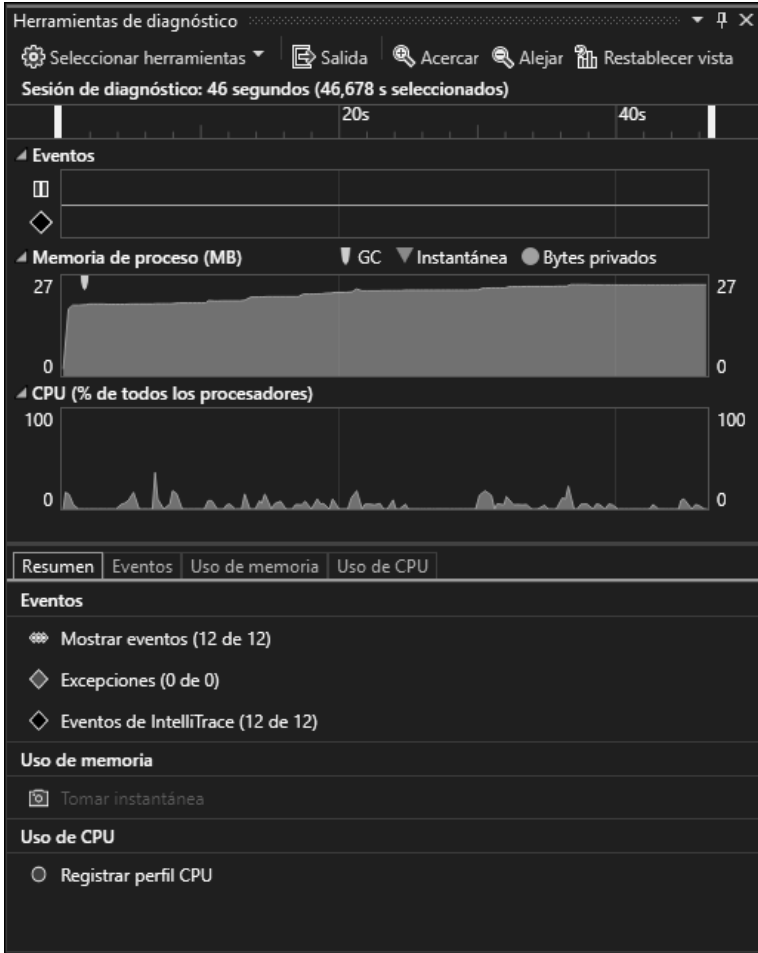 Herramientas de diagnóstico
Seleccionar herramientas Salida Acercar Alejar Restablecer vista
Sesión de diagnóstico: 46 segundos (46,678 s seleccionados)
20s 40s
Eventos
Memoria de proceso (MB) GC Instantánea Bytes privados
27 27
0 0
CPU (% de todos los procesadores)
100 100
0 0
Resumen Eventos Uso de memoria Uso de CPU
Eventos
Mostrar eventos (12 de 12)
Excepciones (0 de 0)
Eventos de IntelliTrace (12 de 12)
Uso de memoria
Tomar instantánea
Uso de CPU
Registrar perfil CPU